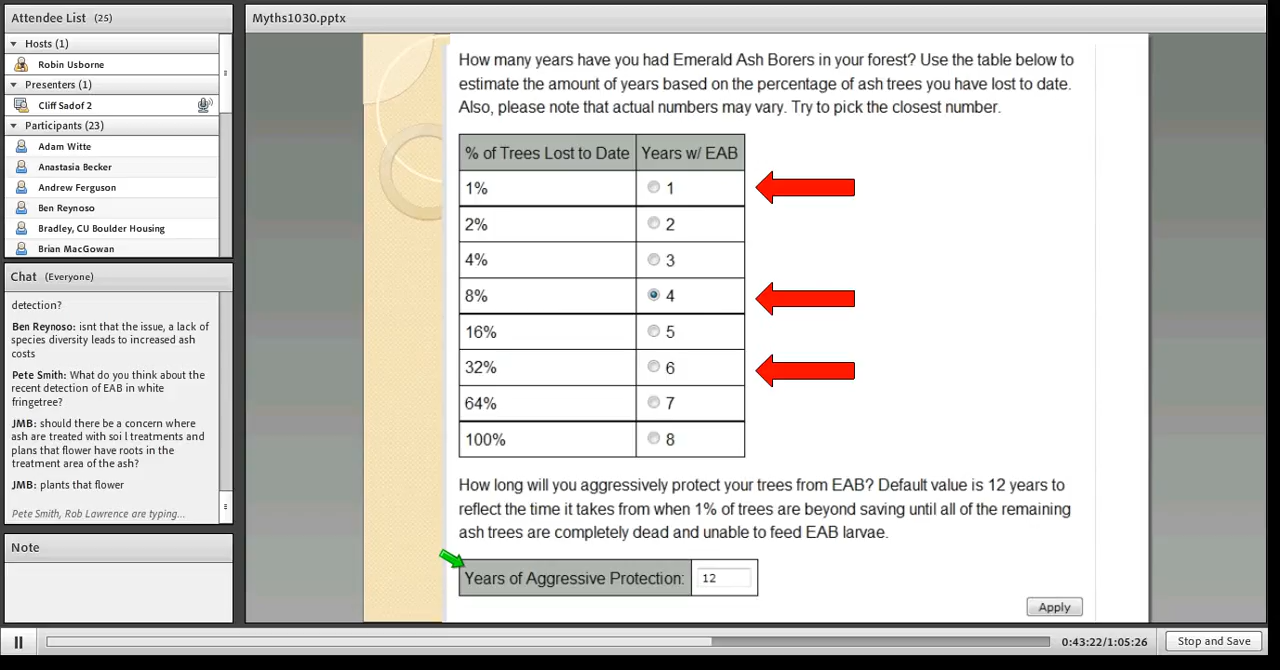 Attendee List (25)
Hosts (1)
Robin Usborne
Presenters (1)
Cliff Sadof 2
Participants (23)
Adam Witte
Anastasia Becker
Andrew Ferguson
Ben Reynoso
Bradley, CU Boulder Housing
Brian MacGowan
Chat (Everyone)
detection?
Ben Reynoso: isnt that the issue, a lack of
species diversity leads to increased ash
costs
Pete Smith: What do you think about the
recent detection of EAB in white
fringetree?
JMB: should there be a concern where
ash are treated with soi l treatments and
plans that flower have roots in the
treatment area of the ash?
JMB: plants that flower
Pete Smith, Rob Lawrence are typing...
Note
Myths1030.pptx
How many years have you had Emerald Ash Borers in your forest? Use the table below to
estimate the amount of years based on the percentage of ash trees you have lost to date.
Also, please note that actual numbers may vary. Try to pick the closest number.
% of Trees Lost to Date Years w/ EAB
1% 1
2% 2
4% 3
8% 4
16% 5
32% 6
64% 7
100% 8
How long will you aggressively protect your trees from EAB? Default value is 12 years to
reflect the time it takes from when 1% of trees are beyond saving until all of the remaining
ash trees are completely dead and unable to feed EAB larvae.
Years of Aggressive Protection: 12
Apply
0:43:22/1:05:26 Stop and Save